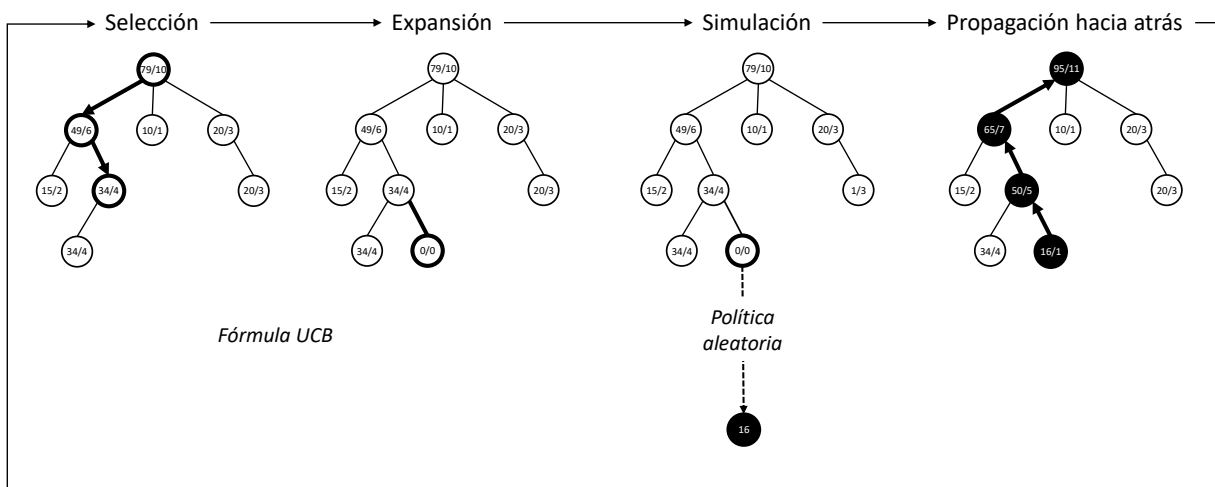 Selección Expansión Simulación Propagación hacia atrás
79/10 79/10 79/10 95/11
49/6 10/1 20/3 49/6 10/1 20/3 49/6 10/1 20/3 65/7 10/1 20/3
15/2 34/4 20/3 15/2 34/4 20/3 15/2 34/4 1/3 15/2 50/5 20/3
34/4 34/4 0/0 34/4 0/0 34/4 16/1
Fórmula UCB
Política
aleatoria
16